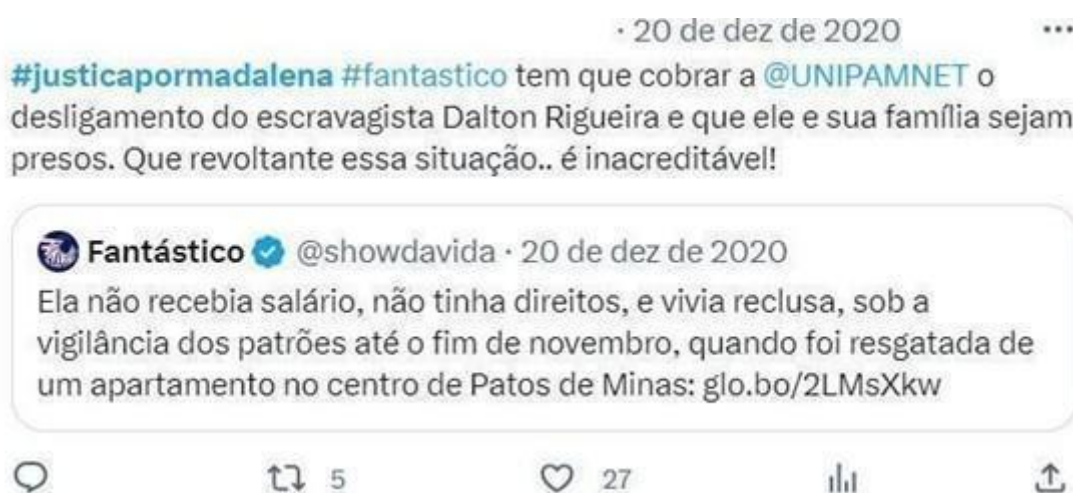 · 20 de dez de 2020
#justicapormadalena #fantastico tem que cobrar a @UNIPAMNET o
desligamento do escravagista Dalton Rigueira e que ele e sua família sejam
presos. Que revoltante essa situação.. é inacreditável!
Fantástico @showdavida · 20 de dez de 2020
Ela não recebia salário, não tinha direitos, e vivia reclusa, sob a
vigilância dos patrões até o fim de novembro, quando foi resgatada de
um apartamento no centro de Patos de Minas: glo.bo/2LMsXkw
5 27